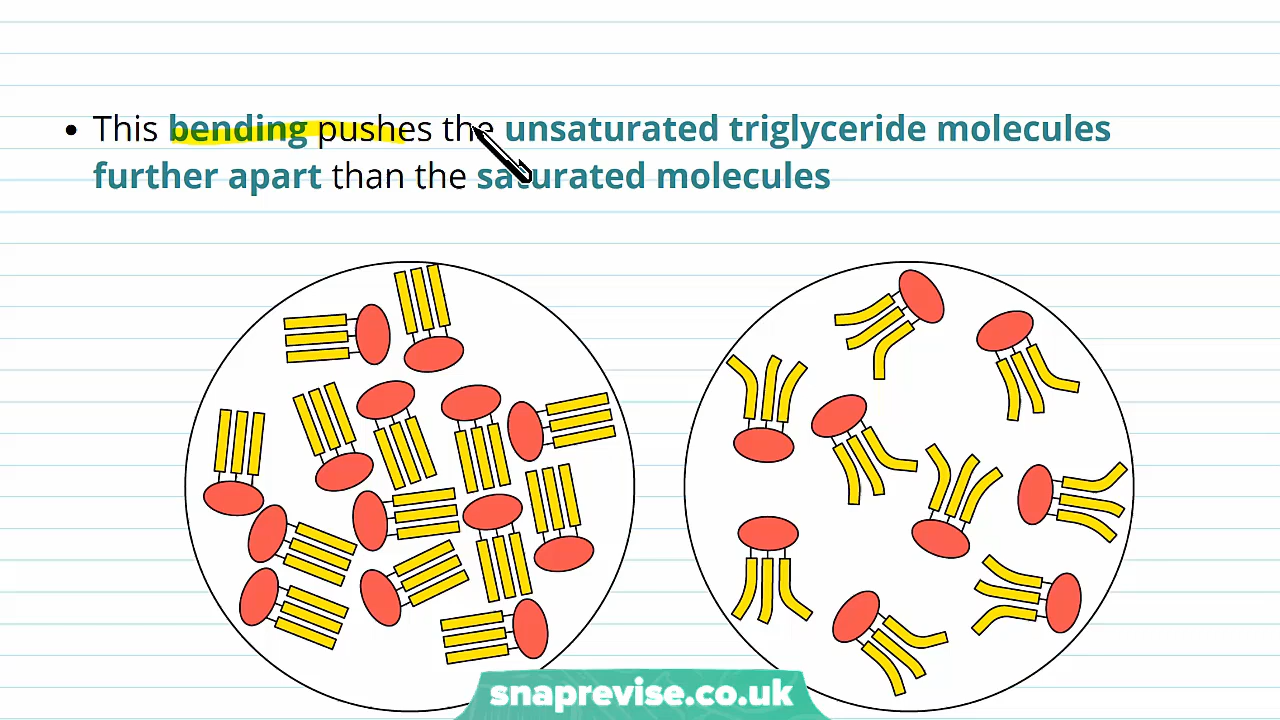 • This bending pushes the unsaturated triglyceride molecules
further apart than the saturated molecules
snaprevise.co.uk